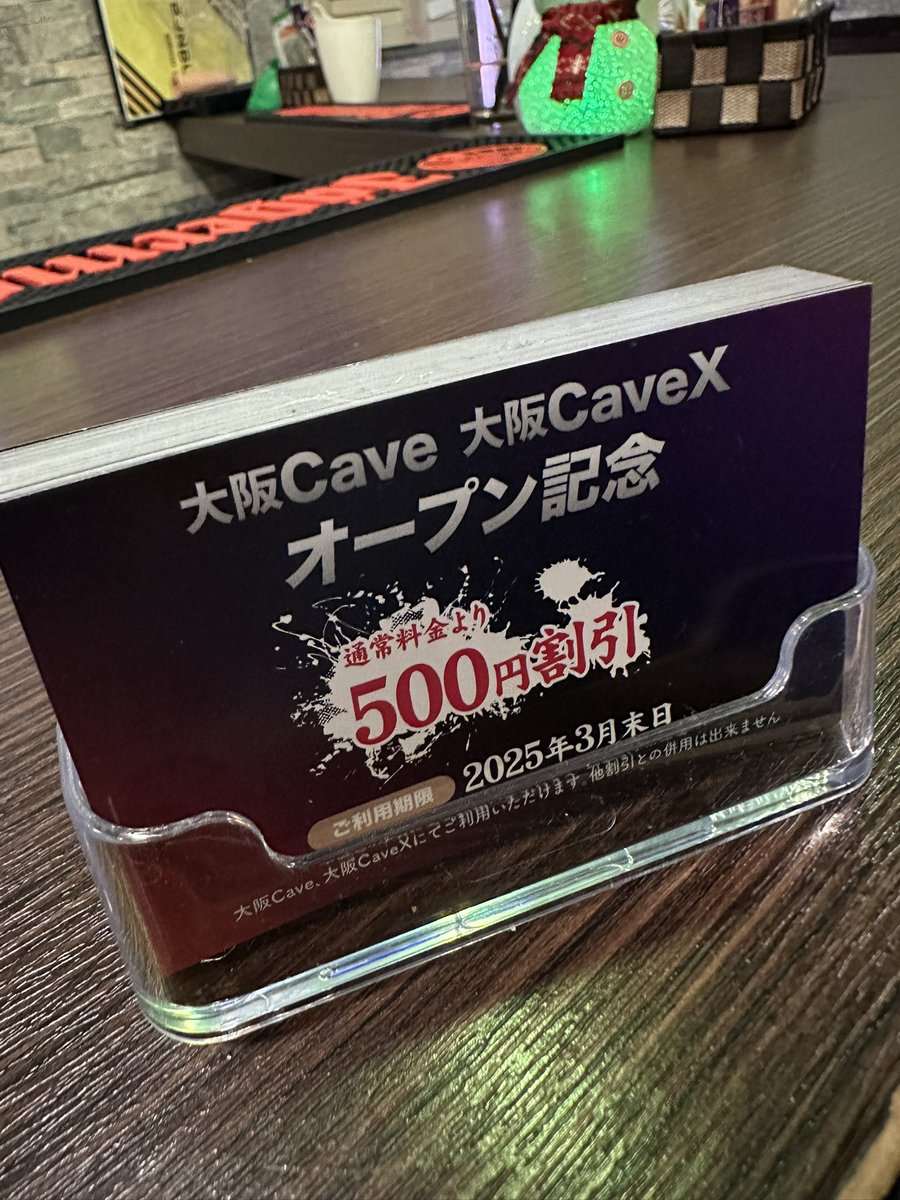 大阪Cave 大阪CaveX
オープン記念
通常料金より
500円割引
ご利用期限 2025年3月末日
大阪Cave、大阪CaveXにてご利用いただけます。他割引との併用は出来ません